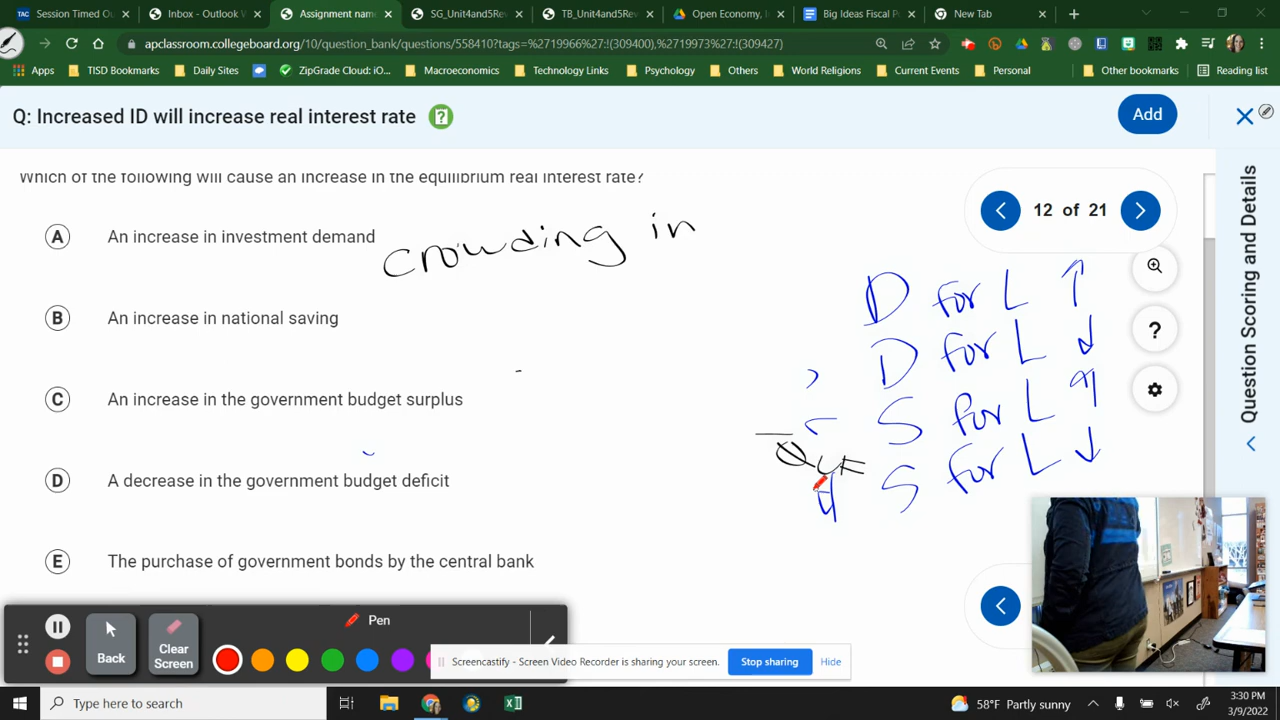 Session Timed Out
Inbox - Outlook W
Assignment name
SG_Unit4and5Rev
TB_Unit4and5Rev
Open Economy, I
Big Ideas Fiscal P
New Tab
apclassroom.collegeboard.org/10/question_bank/questions/558410?tags=%2719966%27:!(309400),%2719973%27:!(309427)
Apps
TISD Bookmarks
Daily Sites
ZipGrade Cloud: iO...
Macroeconomics
Technology Links
Psychology
Others
World Religions
Current Events
Personal
Other bookmarks
Reading list
Q: Increased ID will increase real interest rate
Add
Which of the following will cause an increase in the equilibrium real interest rate?
12 of 21
A An increase in investment demand
crowding in
B An increase in national saving
C An increase in the government budget surplus
D A decrease in the government budget deficit
E The purchase of government bonds by the central bank
D for L ↑
D for L ↓
S for L ↑
S for L ↓
?
Question Scoring and Details
Pen
Back
Clear Screen
Screencastify - Screen Video Recorder is sharing your screen.
Stop sharing
Hide
Type here to search
58°F Partly sunny
3:30 PM
3/9/2022